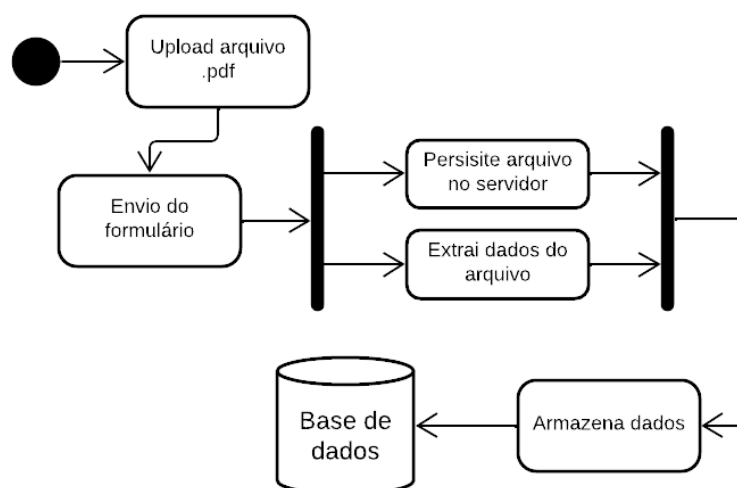 Upload arquivo
.pdf
Envio do
formulário
Persisite arquivo
no servidor
Extrai dados do
arquivo
Armazena dados
Base de
dados